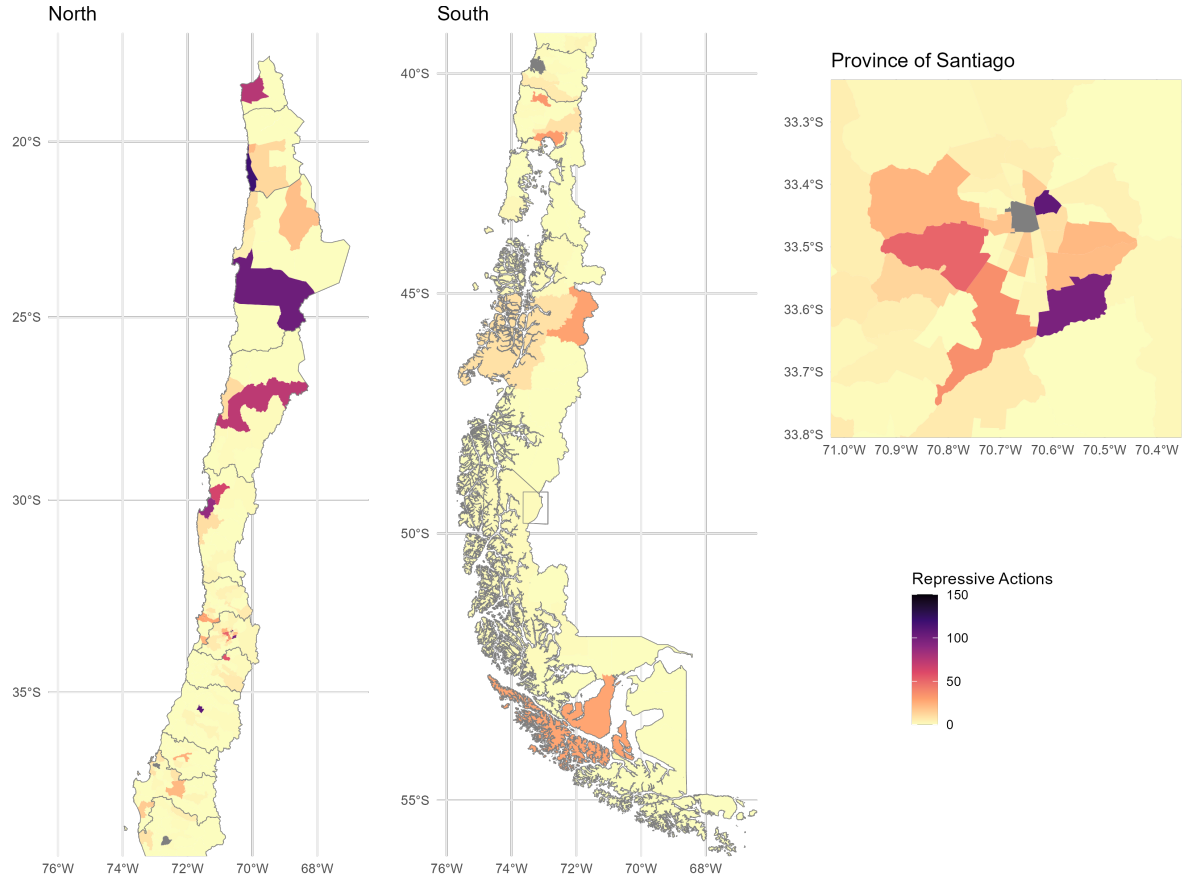 North
South
Province of Santiago
20°S
25°S
30°S
35°S
76°W 74°W 72°W 70°W 68°W
40°S
45°S
50°S
55°S
76°W 74°W 72°W 70°W 68°W
33.3°S
33.4°S
33.5°S
33.6°S
33.7°S
33.8°S
71.0°W 70.9°W 70.8°W 70.7°W 70.6°W 70.5°W 70.4°W
Repressive Actions
150
100
50
0